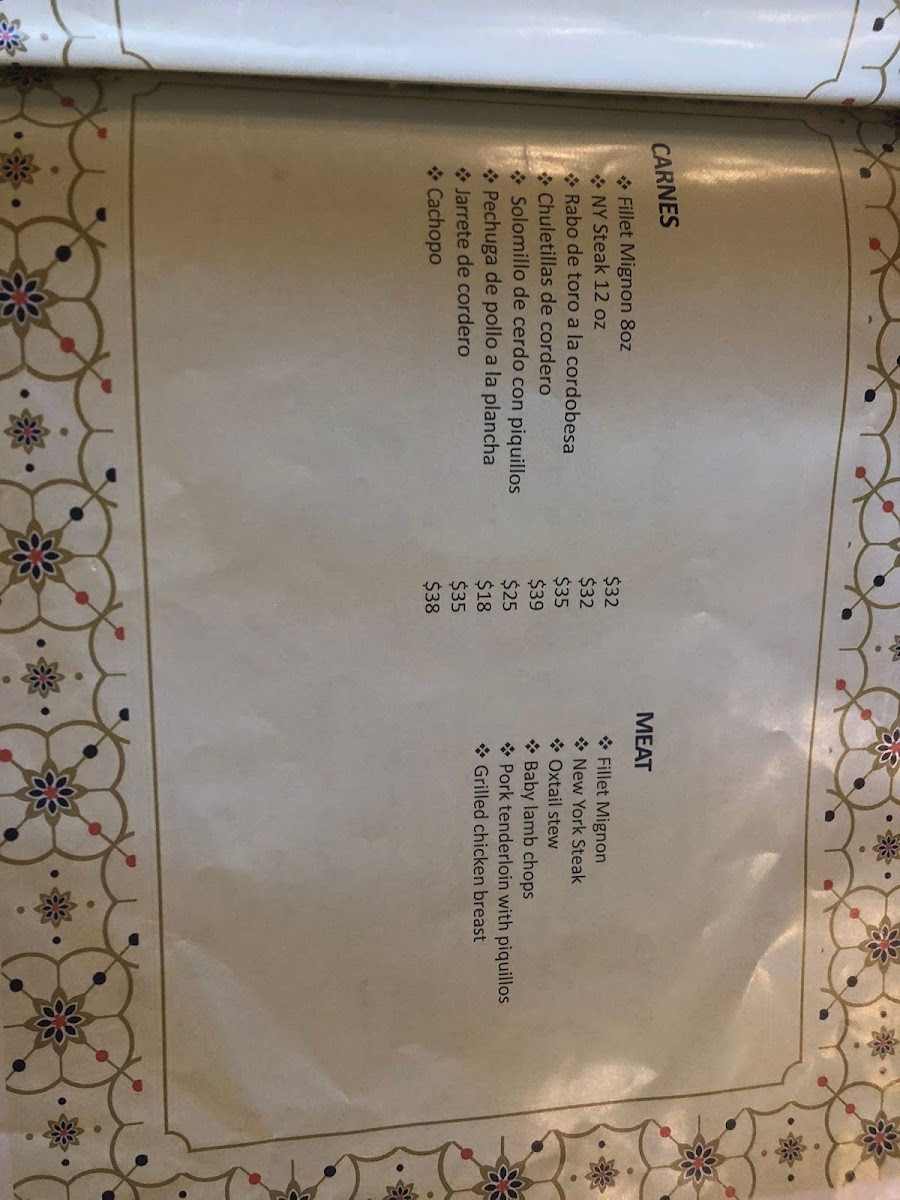 CARNES
❖ Fillet Mignon 8oz $32
❖ NY Steak 12 oz $32
❖ Rabo de toro a la cordobesa $35
❖ Chuletillas de cordero $39
❖ Solomillo de cerdo con piquillos $25
❖ Pechuga de pollo a la plancha $18
❖ Jarrete de cordero $35
❖ Cachopo $38
MEAT
❖ Fillet Mignon
❖ New York Steak
❖ Oxtail stew
❖ Baby lamb chops
❖ Pork tenderloin with piquillos
❖ Grilled chicken breast